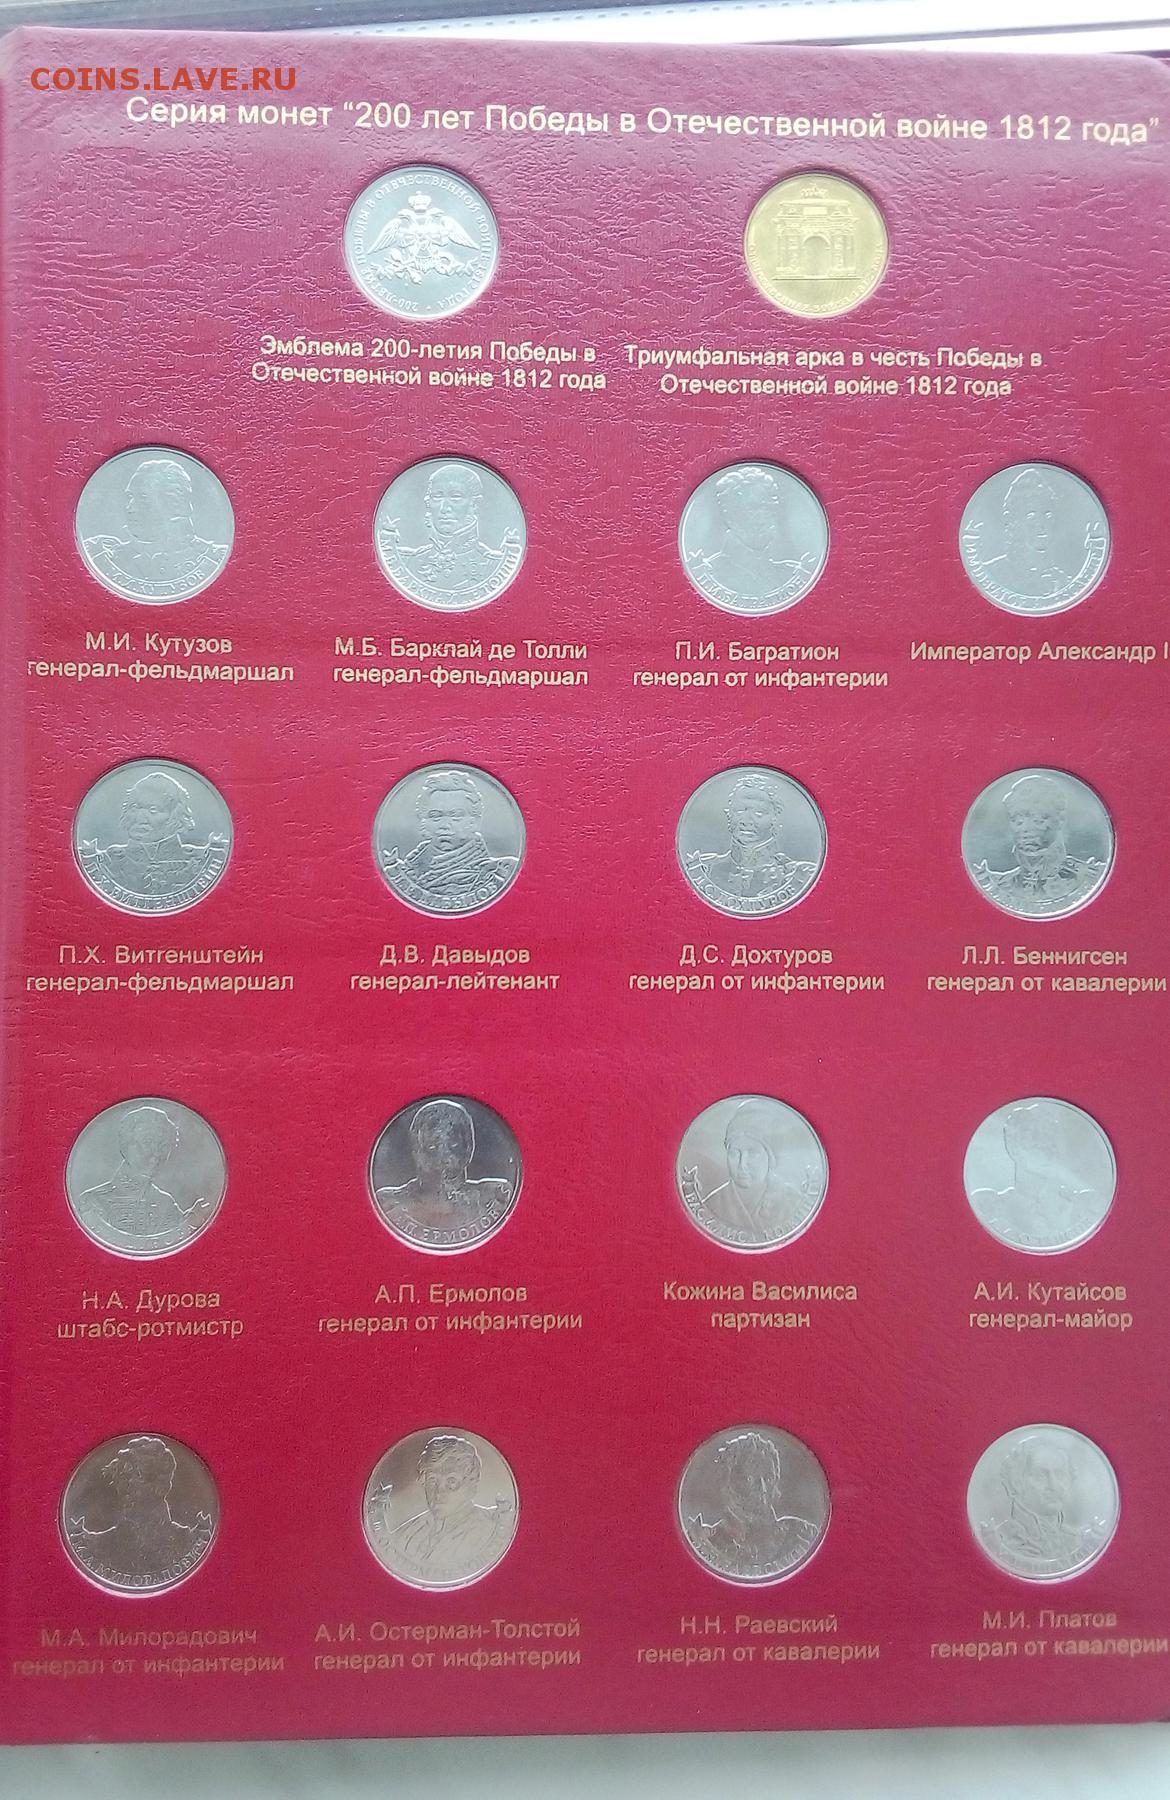 COINS.LAVE.RU
Серия монет “200 лет Победы в Отечественной войне 1812 года”
Эмблема 200-летия Победы в
Отечественной войне 1812 года
Триумфальная арка в честь Победы в
Отечественной войне 1812 года
М.И. Кутузов
генерал-фельдмаршал
М.Б. Барклай де Толли
генерал-фельдмаршал
П.И. Багратион
генерал от инфантерии
Император Александр I
П.Х. Витгенштейн
генерал-фельдмаршал
Д.В. Давыдов
генерал-лейтенант
Д.С. Дохтуров
генерал от инфантерии
Л.Л. Беннигсен
генерал от кавалерии
Н.А. Дурова
штабс-ротмистр
А.П. Ермолов
генерал от инфантерии
Кожина Василиса
партизан
А.И. Кутайсов
генерал-майор
М.А. Милорадович
генерал от инфантерии
А.И. Остерман-Толстой
генерал от инфантерии
Н.Н. Раевский
генерал от кавалерии
М.И. Платов
генерал от кавалерии